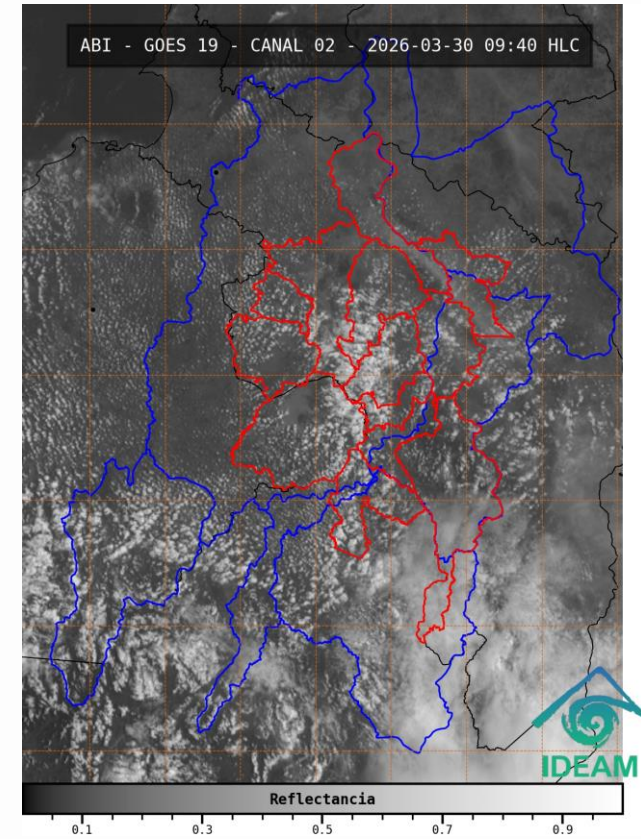 ABI - GOES 19 - CANAL 02 - 2026-03-30 09:40 HLC
IDEAM
Reflectancia
0.1 0.3 0.5 0.7 0.9